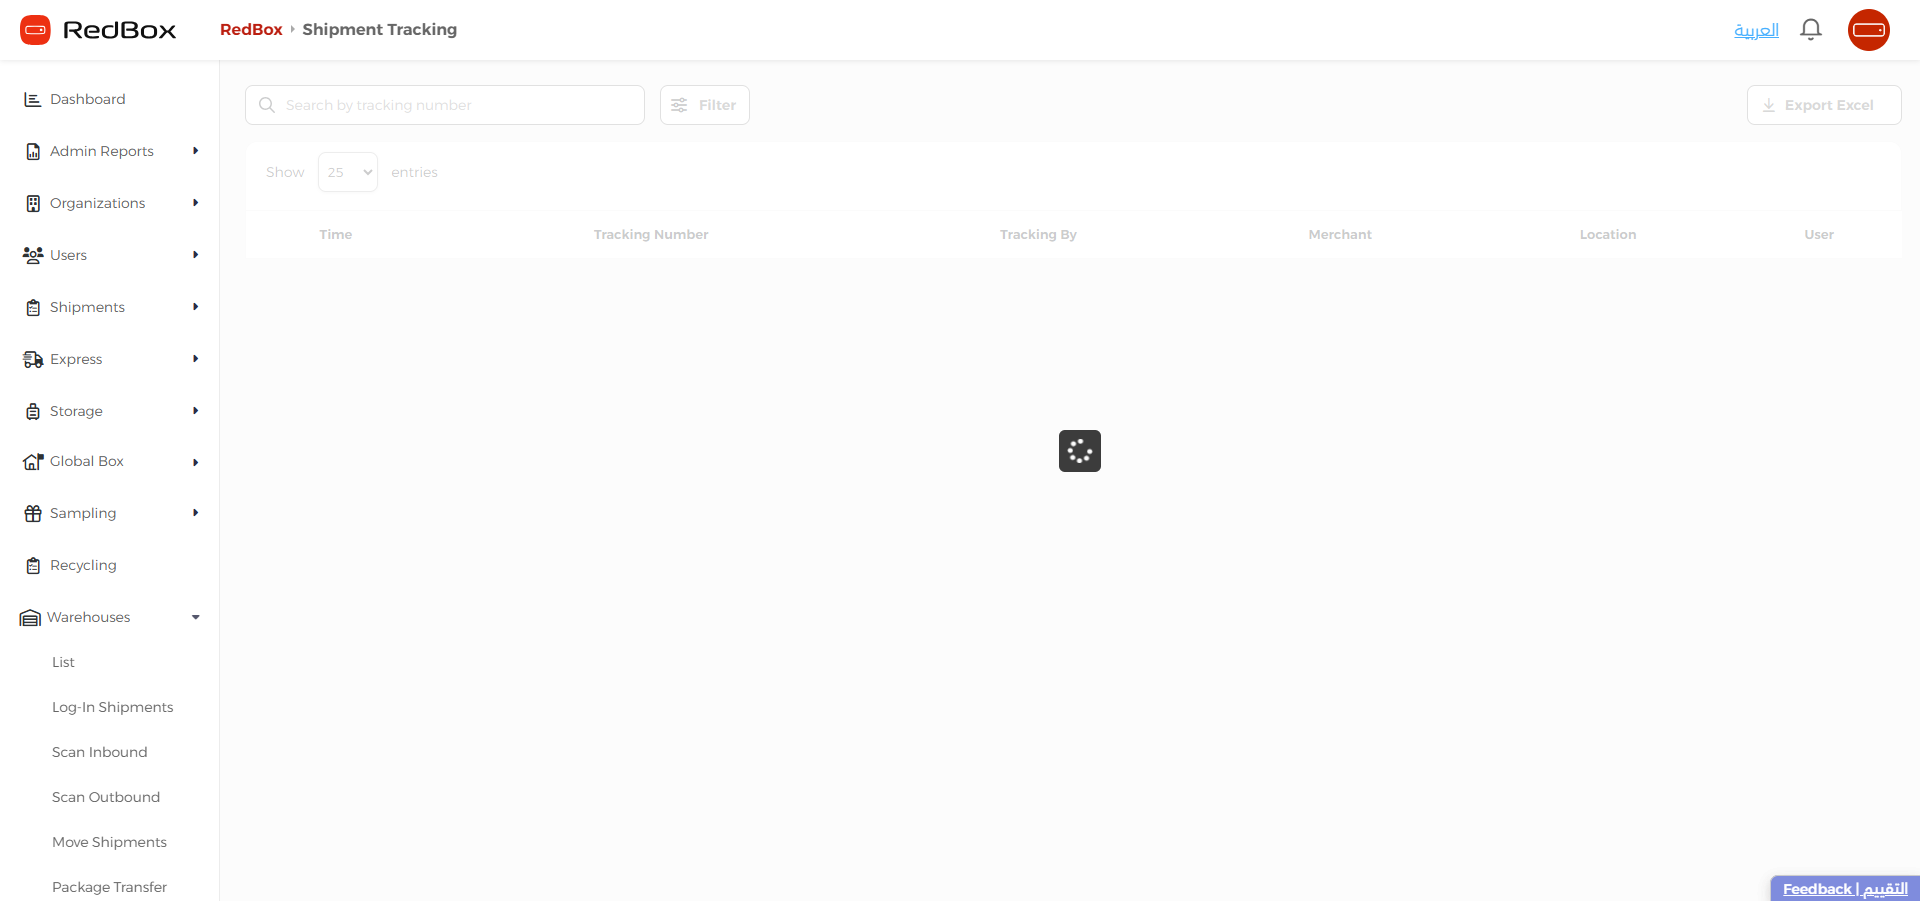 RedBox
RedBox Shipment Tracking
العربية
Dashboard
Admin Reports
Organizations
Users
Shipments
Express
Storage
Global Box
Sampling
Recycling
Warehouses
List
Log-In Shipments
Scan Inbound
Scan Outbound
Move Shipments
Package Transfer
Search by tracking number
Filter
Export Excel
Show 25 entries
Time Tracking Number Tracking By Merchant Location User
Feedback | التقييم